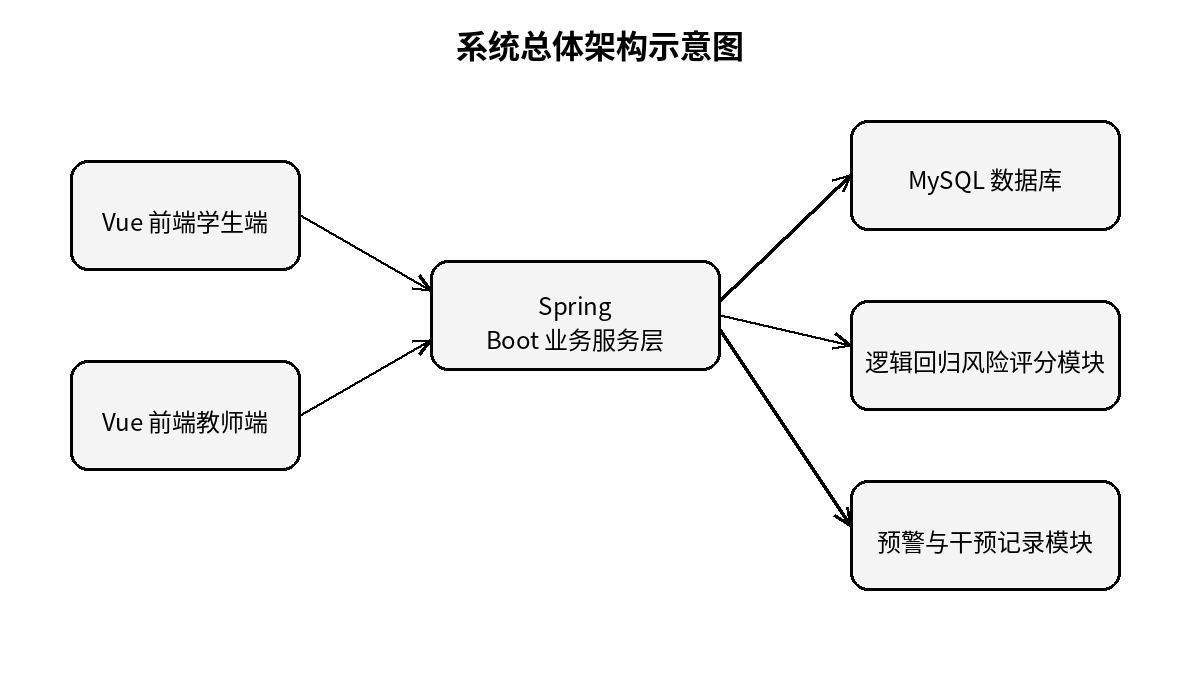 系统总体架构示意图
Vue 前端学生端
Vue 前端教师端
Spring
Boot 业务服务层
MySQL 数据库
逻辑回归风险评分模块
预警与干预记录模块